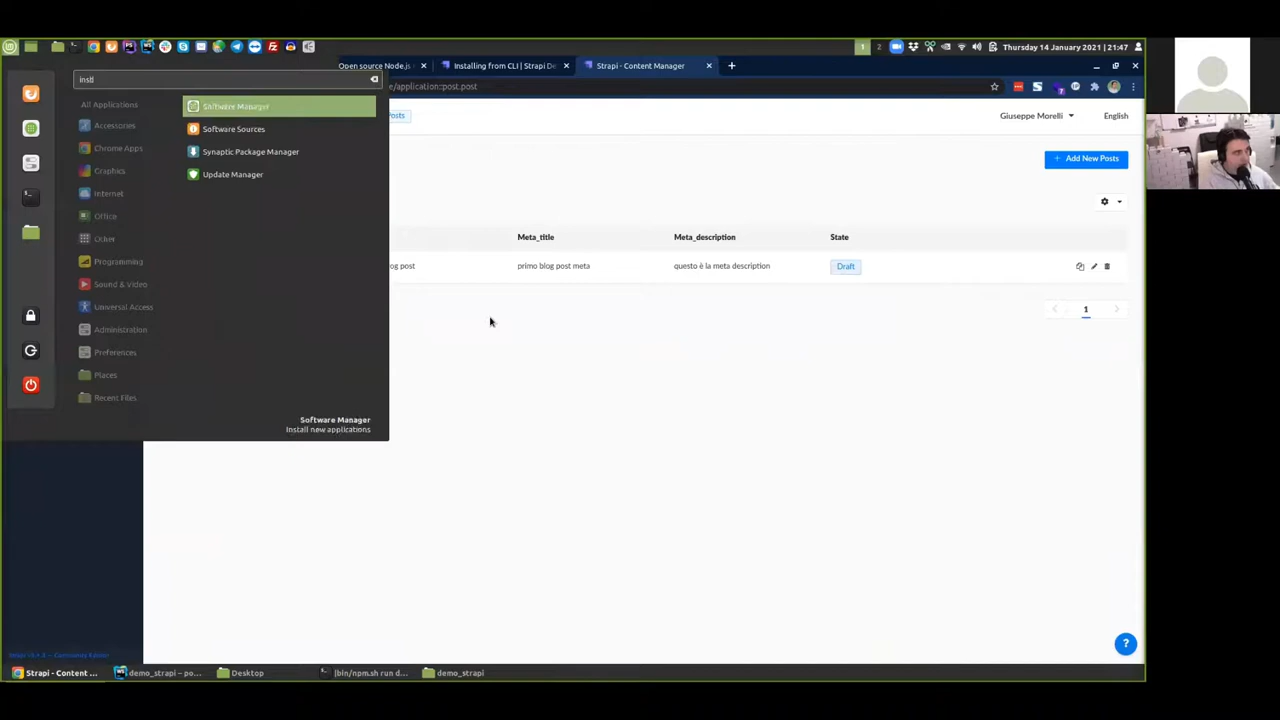 1
2
Thursday 14 January 2021 | 21:47
Open source Node.js
Installing from CLI | Strapi De
Strapi - Content Manager
e/application:post.post
inst
All Applications
Accessories
Chrome Apps
Graphics
Internet
Office
Other
Programming
Sound & Video
Universal Access
Administration
Preferences
Places
Recent Files
Software Manager
Software Sources
Synaptic Package Manager
Update Manager
Software Manager
Install new applications
Posts
Giuseppe Morelli
English
Add New Posts
Meta_title
Meta_description
State
og post
primo blog post meta
questo è la meta description
Draft
1
?
Strapi - Content ...
demo_strapi – po...
Desktop
(bin/npm.sh run d...
demo_strapi